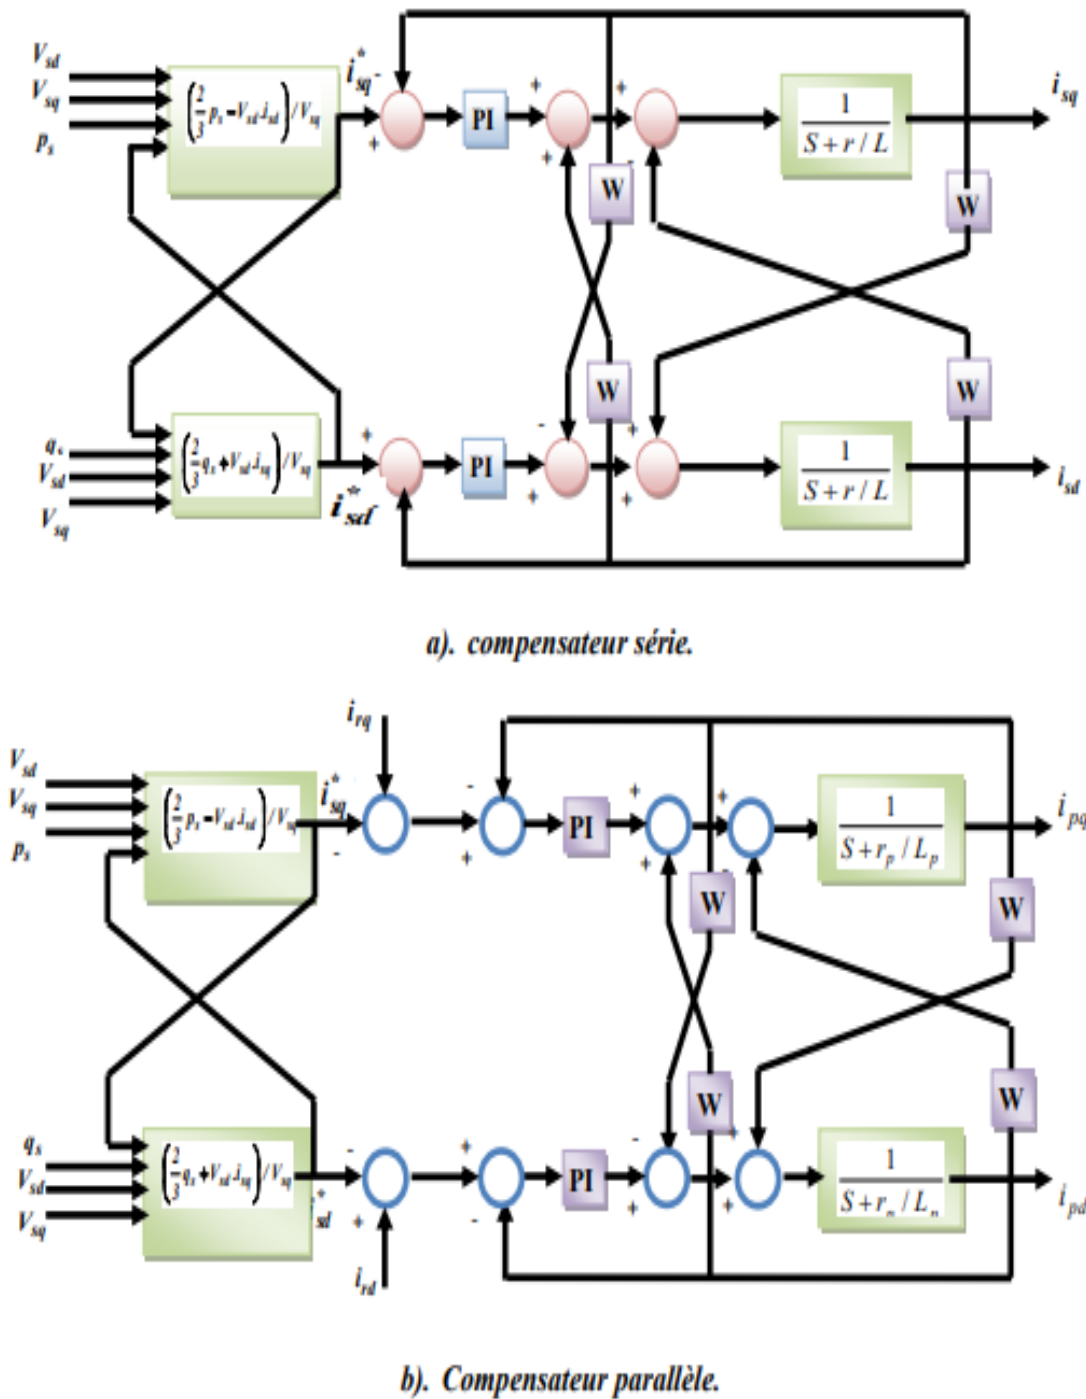 V_sd
V_sq
p_s
(2/3 p_s – V_sd.i_sd)/V_sq
i*_sq
-
+
PI
+
+
+
-
1 / (S + r / L)
i_sq
W
W
W
W
q_s
V_sd
V_sq
(2/3 q_s + V_sd.i_sq)/V_sq
i*_sd
+
-
PI
-
+
+
+
1 / (S + r / L)
i_sd
a). compensateur série.
i_rq
V_sd
V_sq
p_s
(2/3 p_s – V_sd.i_sd)/V_sq
i*_sq
-
-
+
PI
+
+
+
-
1 / (S + r_p / L_p)
i_pq
W
W
W
W
q_s
V_sd
V_sq
(2/3 q_s + V_sd.i_sq)/V_sq
i*_sd
-
+
i_rd
+
-
PI
-
+
+
+
1 / (S + r_p / L_p)
i_pd
b). Compensateur parallèle.